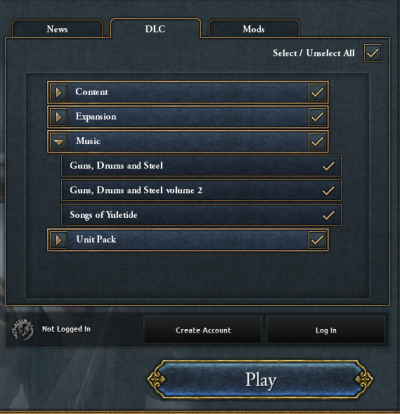 News DLC Mods
Select / Unselect All
Content
Expansion
Music
Guns, Drums and Steel
Guns, Drums and Steel volume 2
Songs of Yuletide
Unit Pack
Not Logged In Create Account Log In
Play